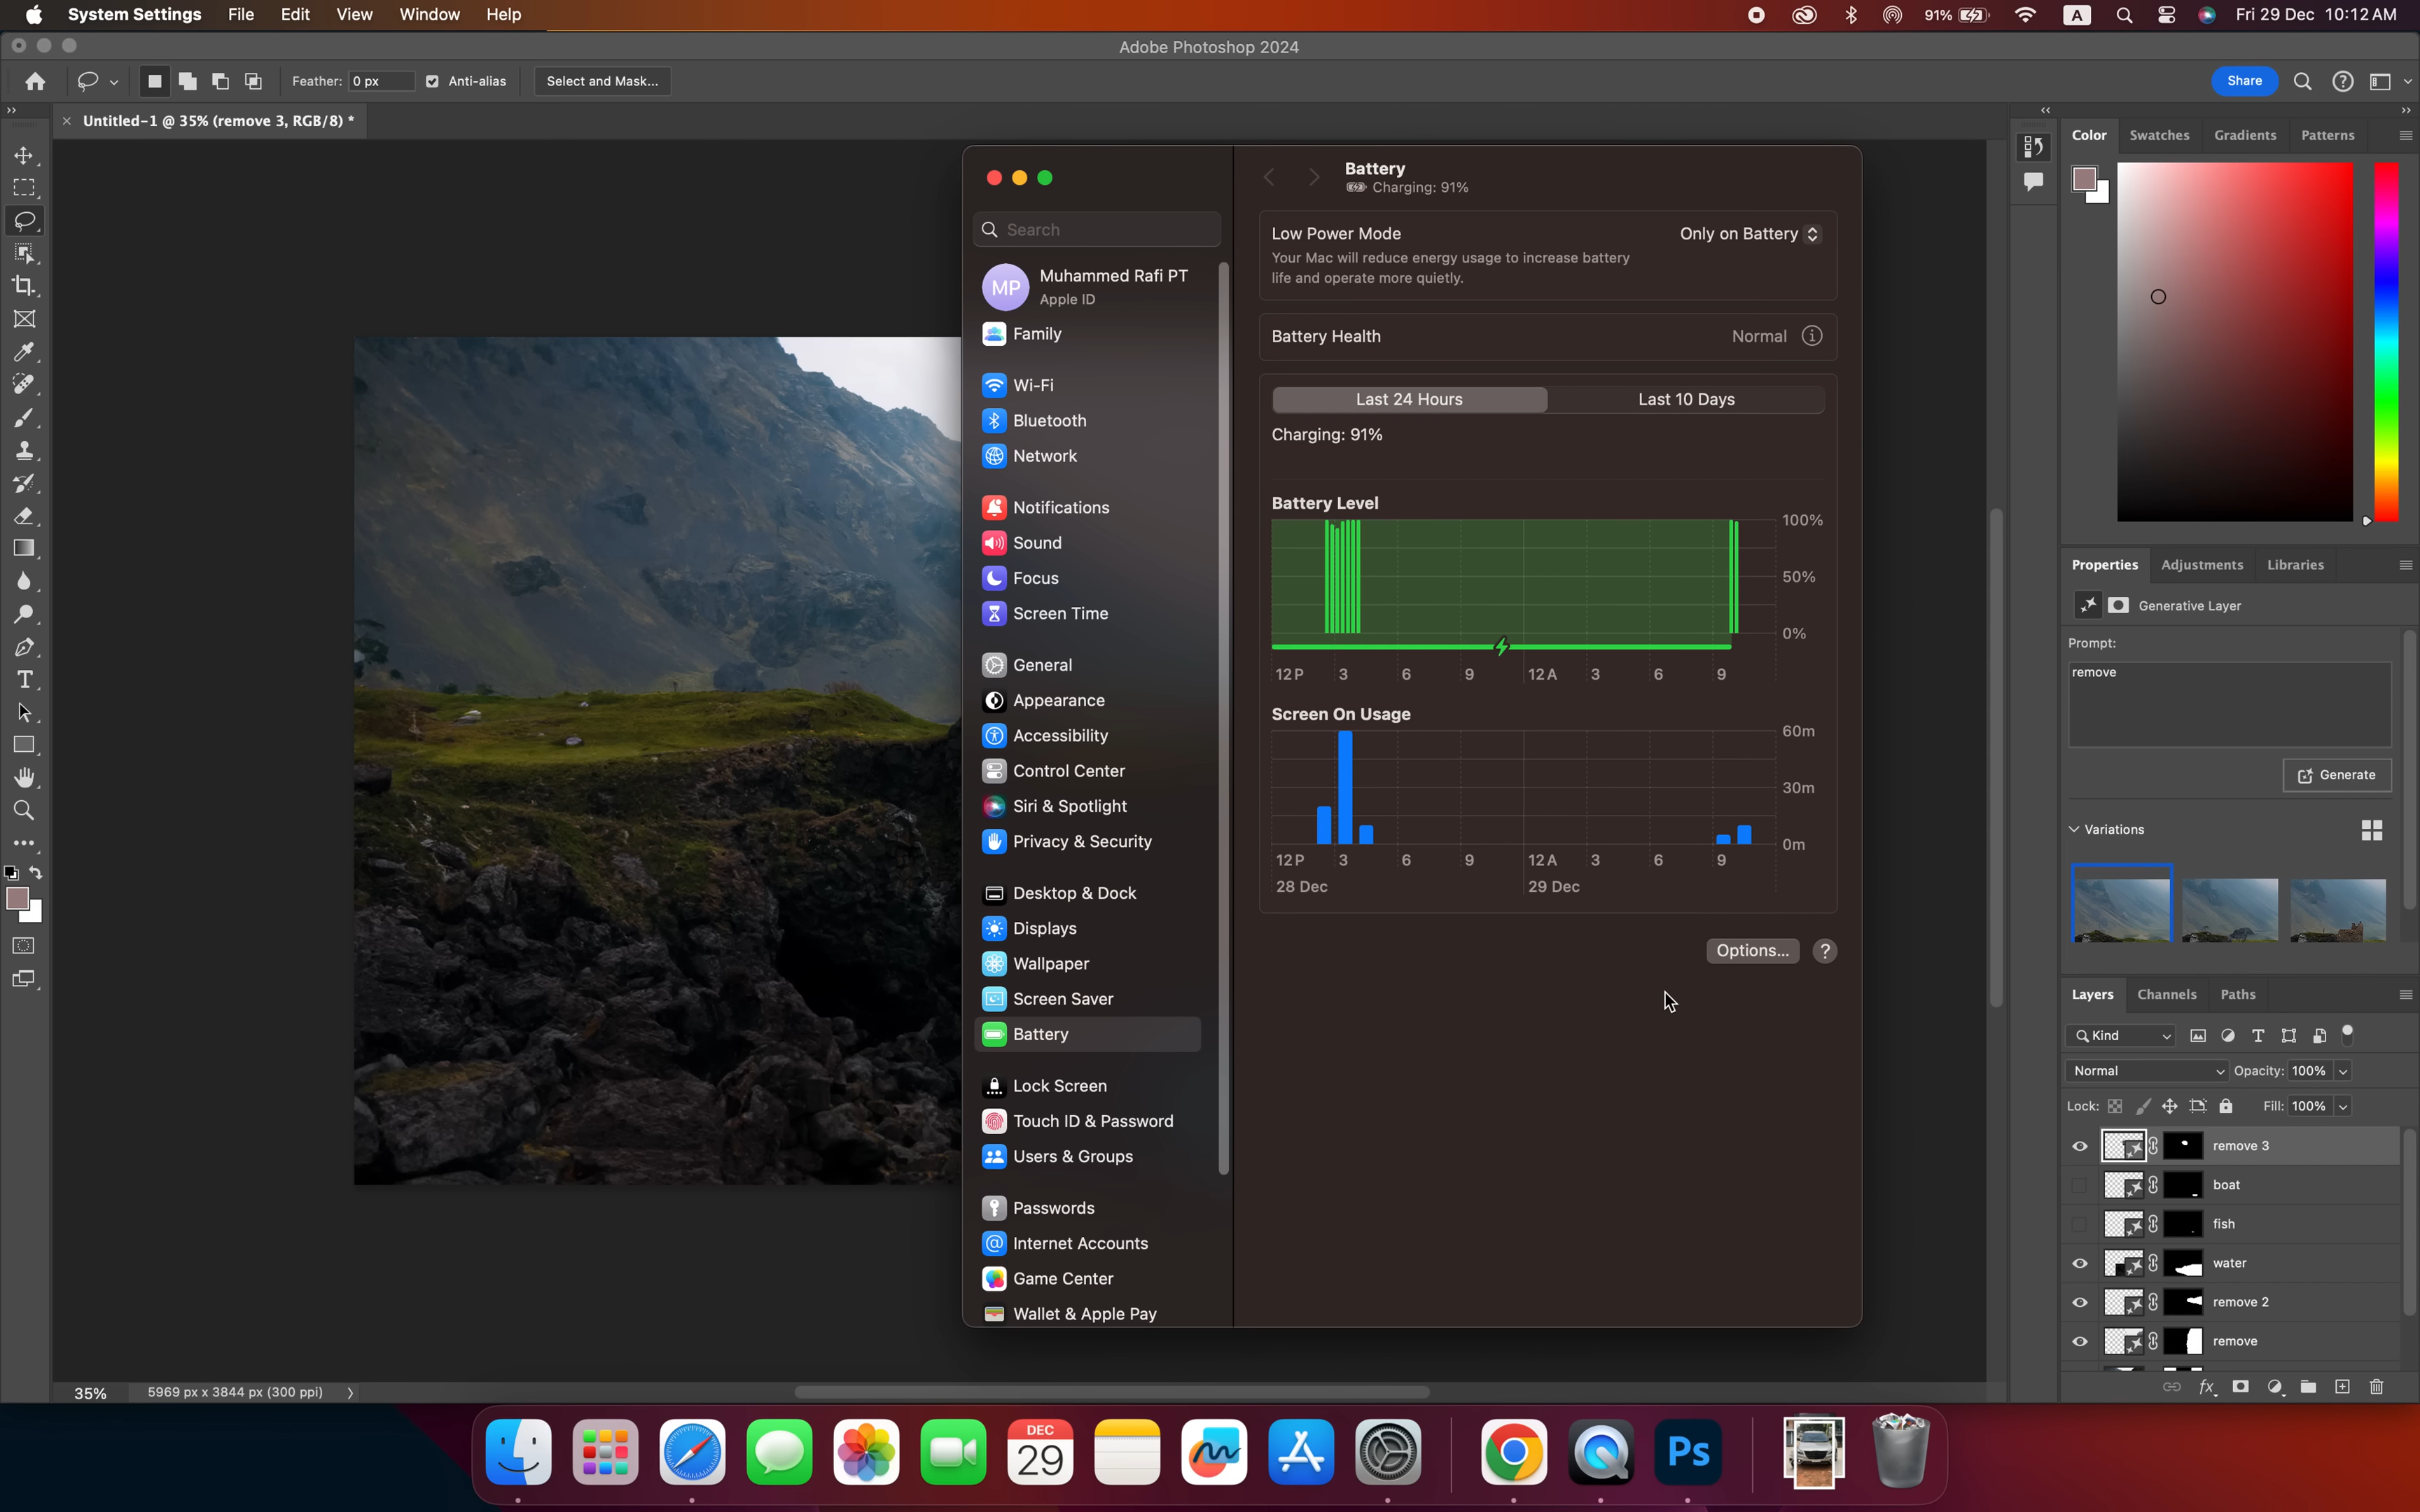 System Settings File Edit View Window Help
91% A Fri 29 Dec 10:12 AM
Adobe Photoshop 2024
Feather: 0 px Anti-alias Select and Mask... Share
Untitled-1 @ 35% (remove 3, RGB/8) *
Search
MP Muhammed Rafi PT
Apple ID
Family
Wi-Fi
Bluetooth
Network
Notifications
Sound
Focus
Screen Time
General
Appearance
Accessibility
Control Center
Siri & Spotlight
Privacy & Security
Desktop & Dock
Displays
Wallpaper
Screen Saver
Battery
Lock Screen
Touch ID & Password
Users & Groups
Passwords
Internet Accounts
Game Center
Wallet & Apple Pay
Battery
Charging: 91%
Low Power Mode Only on Battery
Your Mac will reduce energy usage to increase battery
life and operate more quietly.
Battery Health Normal
Last 24 Hours Last 10 Days
Charging: 91%
Battery Level
100%
50%
0%
12 P 3 6 9 12 A 3 6 9
Screen On Usage
60m
30m
0m
12 P 3 6 9 12 A 3 6 9
28 Dec 29 Dec
Options... ?
Color Swatches Gradients Patterns
Properties Adjustments Libraries
Generative Layer
Prompt:
remove
Generate
Variations
Layers Channels Paths
Kind
Normal Opacity: 100%
Lock: Fill: 100%
remove 3
boat
fish
water
remove 2
remove
fx
35% 5969 px x 3844 px (300 ppi)
DEC
29
Ps